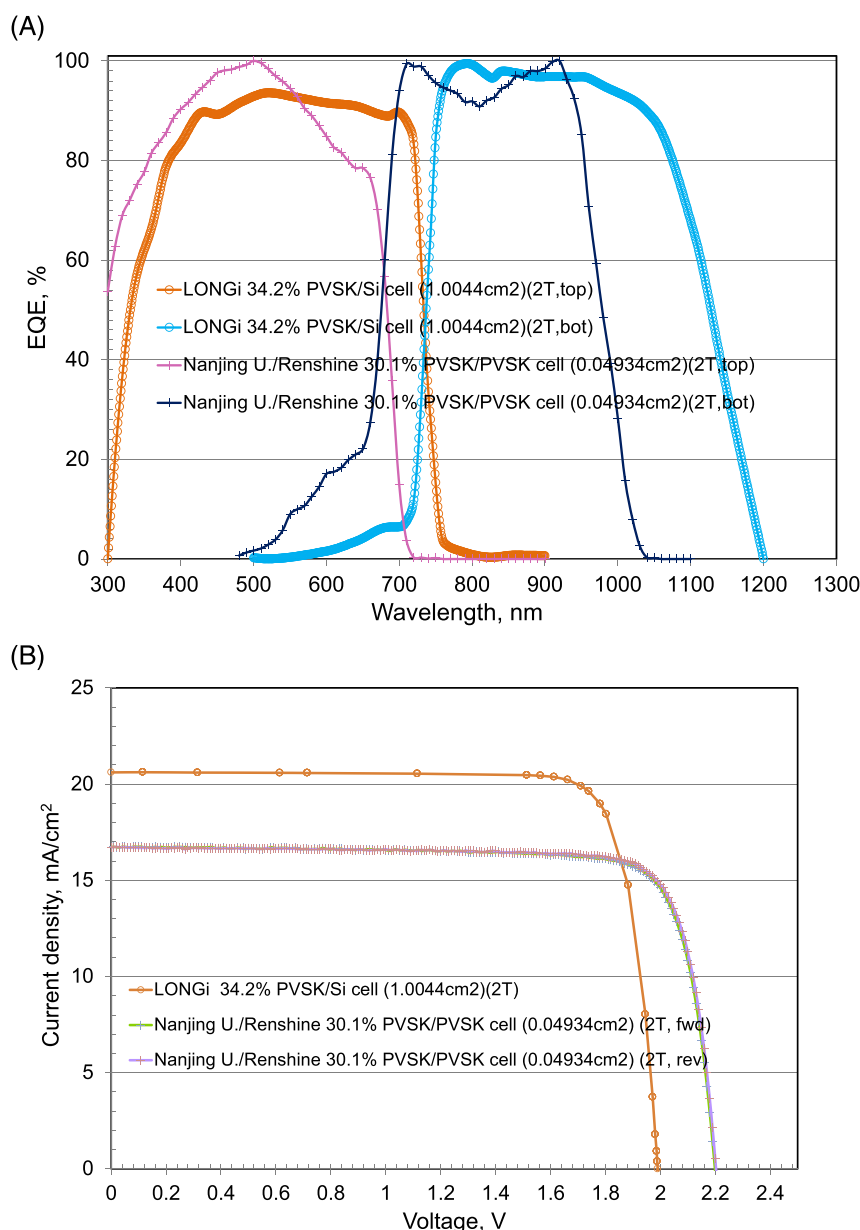 (A)
100
80
60
40
20
0
EQE, %
LONGi 34.2% PVSK/Si cell (1.0044cm2)(2T,top)
LONGi 34.2% PVSK/Si cell (1.0044cm2)(2T,bot)
Nanjing U./Renshine 30.1% PVSK/PVSK cell (0.04934cm2)(2T,top)
Nanjing U./Renshine 30.1% PVSK/PVSK cell (0.04934cm2)(2T,bot)
300 400 500 600 700 800 900 1000 1100 1200 1300
Wavelength, nm
(B)
25
20
15
10
5
0
Current density, mA/cm²
LONGi  34.2% PVSK/Si cell (1.0044cm2)(2T)
Nanjing U./Renshine 30.1% PVSK/PVSK cell (0.04934cm2) (2T, fwd)
Nanjing U./Renshine 30.1% PVSK/PVSK cell (0.04934cm2) (2T, rev)
0 0.2 0.4 0.6 0.8 1 1.2 1.4 1.6 1.8 2 2.2 2.4
Voltage, V